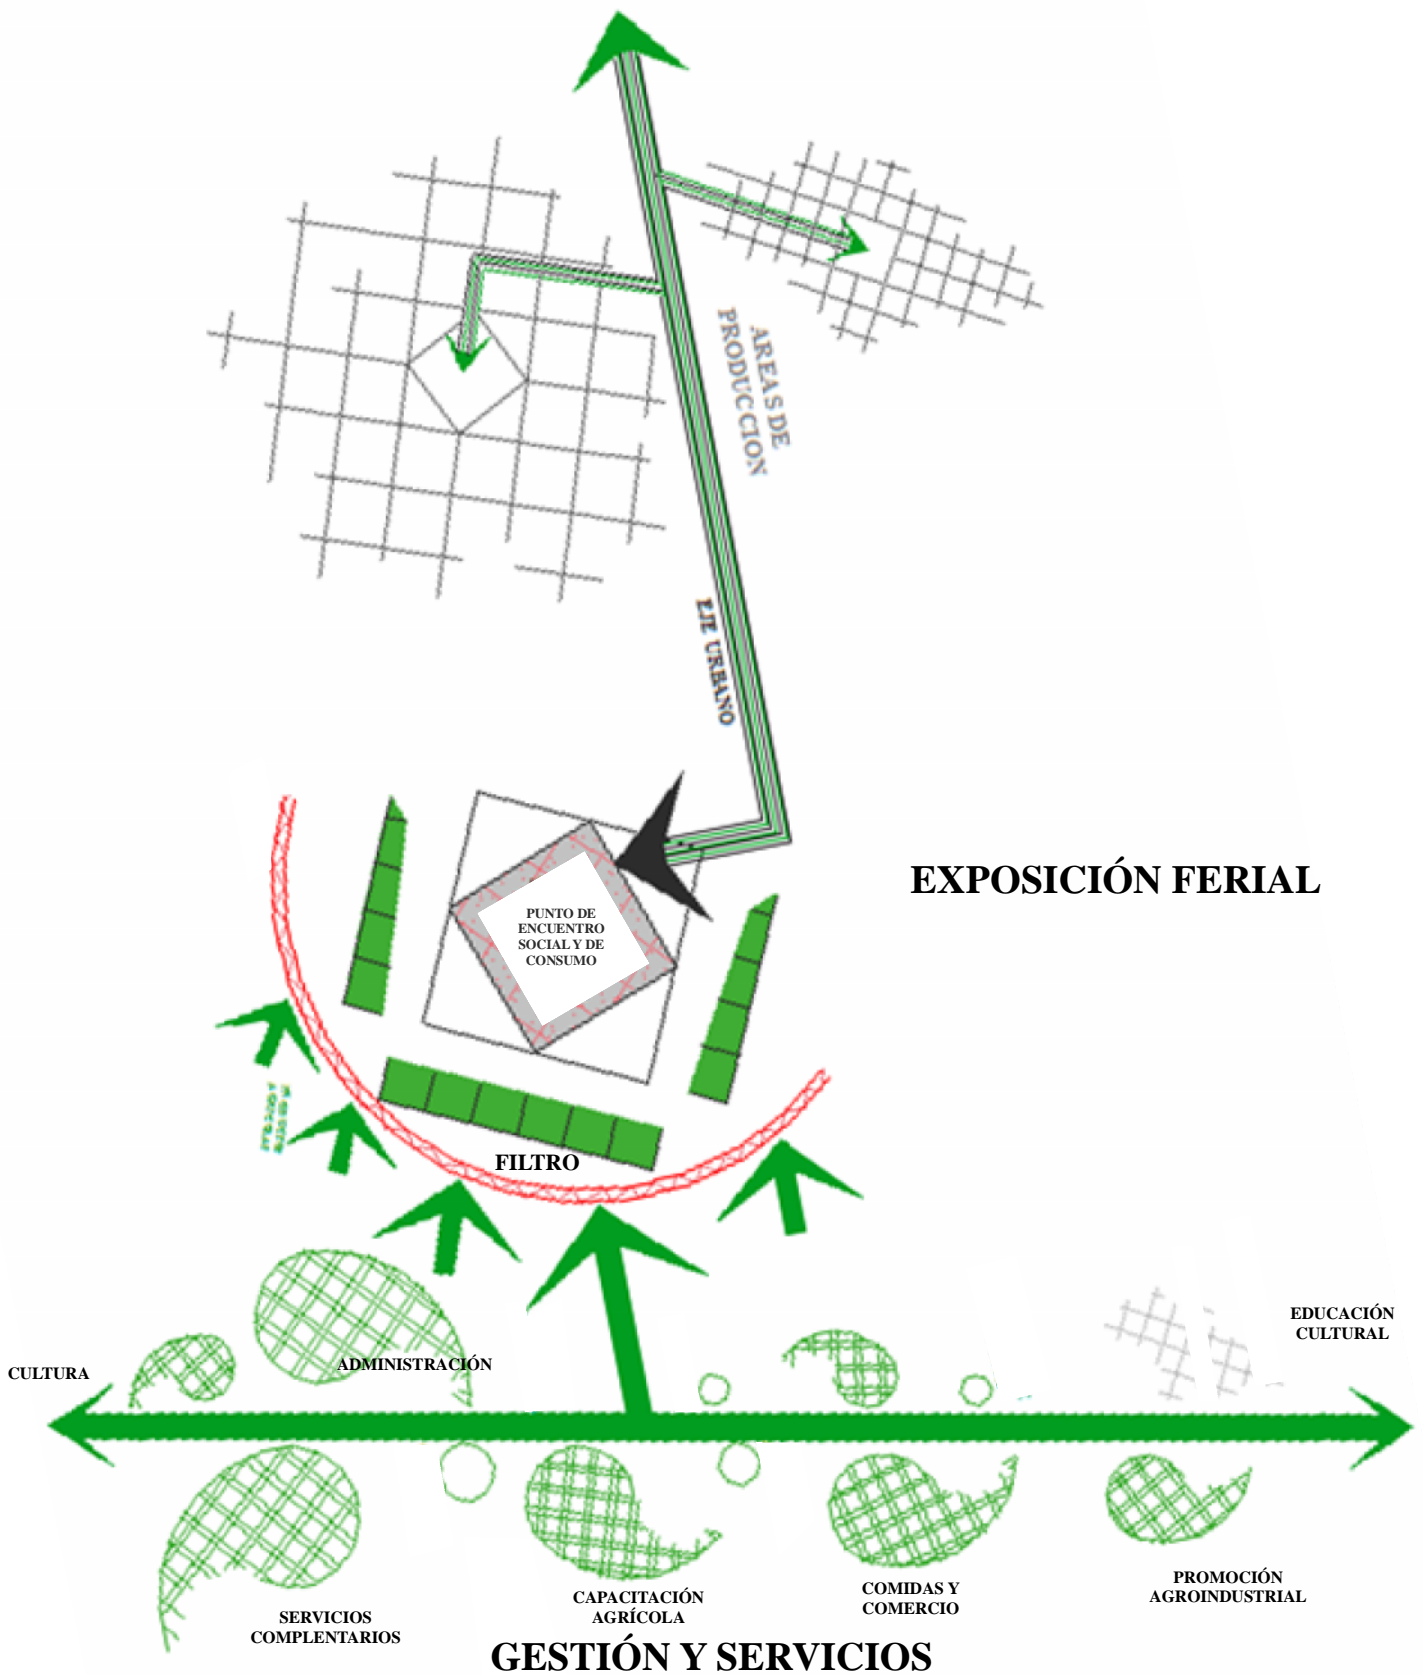 AREAS DE
PRODUCCION
EJE URBANO
EXPOSICIÓN FERIAL
PUNTO DE
ENCUENTRO
SOCIAL Y DE
CONSUMO
FILTRO
EDUCACIÓN
CULTURAL
CULTURA
ADMINISTRACIÓN
SERVICIOS
COMPLENTARIOS
CAPACITACIÓN
AGRÍCOLA
COMIDAS Y
COMERCIO
PROMOCIÓN
AGROINDUSTRIAL
GESTIÓN Y SERVICIOS